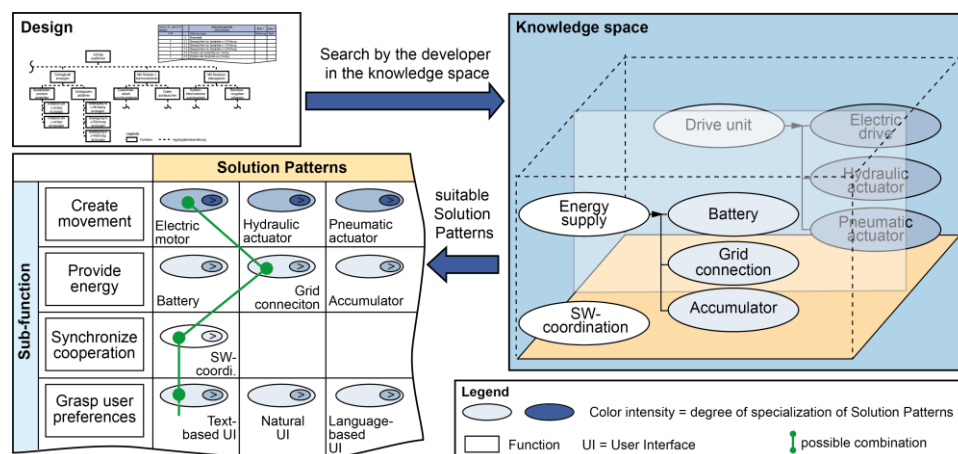 Design
Search by the developer
in the knowledge space
Knowledge space
Drive unit
Electric
drive
Hydraulic
actuator
Pneumatic
actuator
Energy
supply
Battery
Grid
connection
Accumulator
SW-
coordination
suitable
Solution
Patterns
Solution Patterns
Sub-function
Create
movement
Electric
motor
Hydraulic
actuator
Pneumatic
actuator
Provide
energy
Battery
Grid
conneciton
Accumulator
Synchronize
cooperation
SW-
coordi.
Grasp user
preferences
Text-
based UI
Natural
UI
Language-
based
UI
Legend
Color intensity = degree of specialization of Solution Patterns
Function
UI = User Interface
possible combination